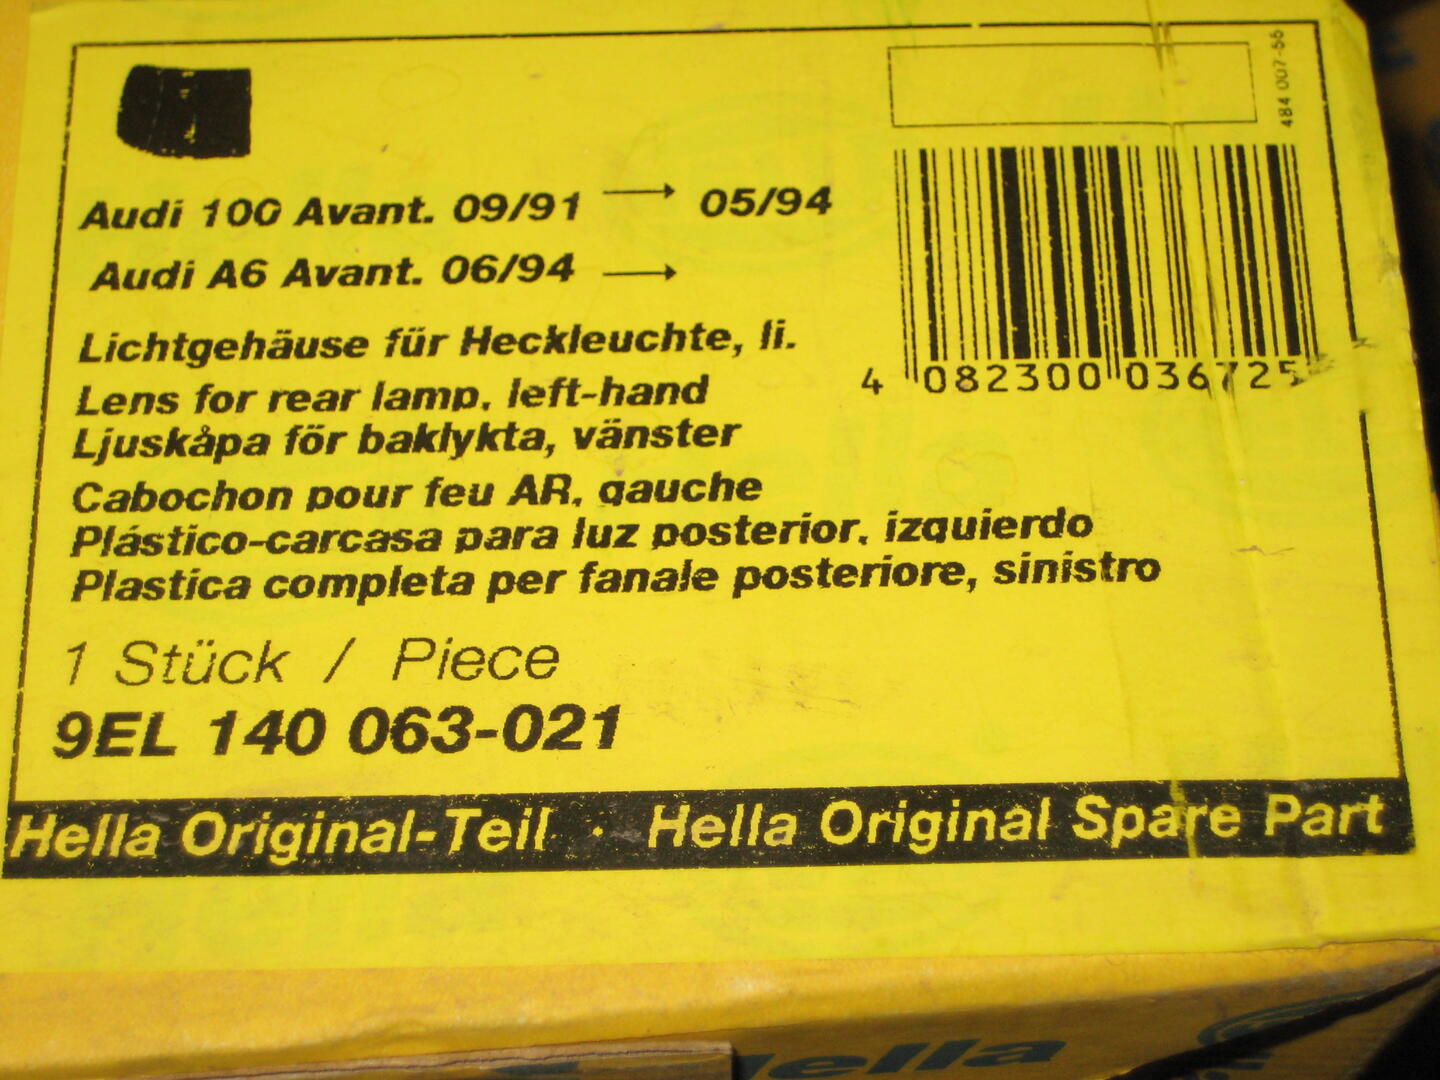 484 007-56
Audi 100 Avant. 09/91 → 05/94
Audi A6 Avant. 06/94 →
4 082300 036725
Lichtgehäuse für Heckleuchte, li.
Lens for rear lamp, left-hand
Ljuskåpa för baklykta, vänster
Cabochon pour feu AR, gauche
Plástico-carcasa para luz posterior, izquierdo
Plastica completa per fanale posteriore, sinistro
1 Stück / Piece
9EL 140 063-021
Hella Original-Teil · Hella Original Spare Part
Hella